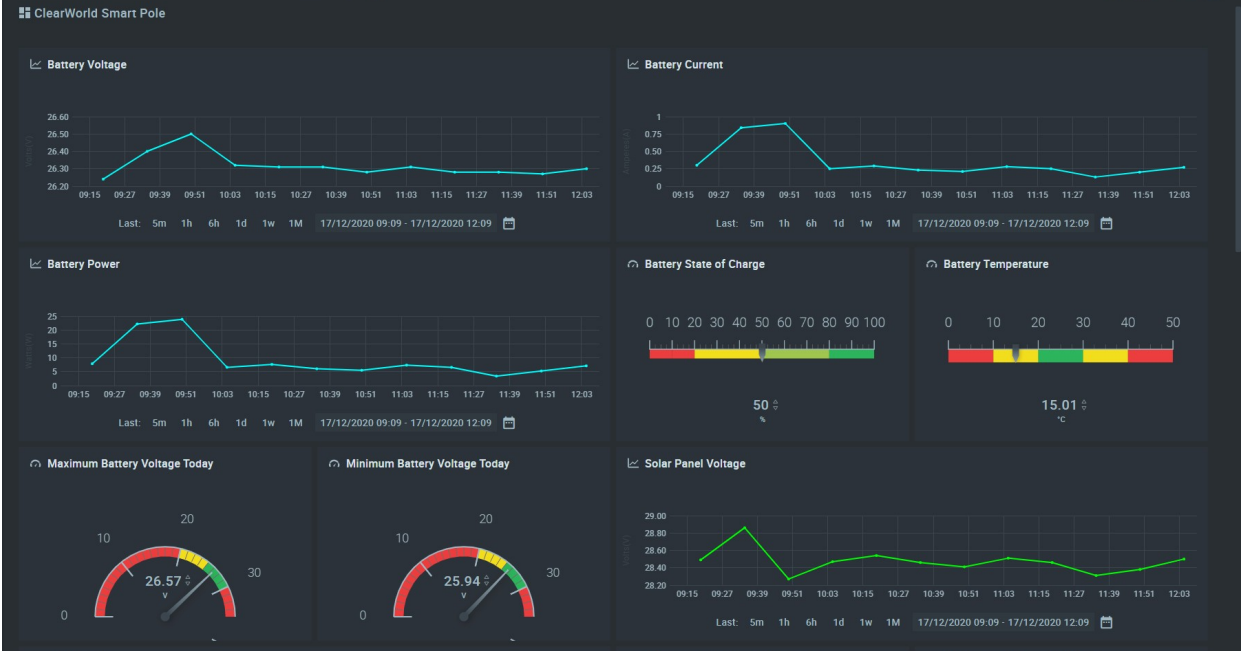 ClearWorld Smart Pole
Battery Voltage
26.60
26.50
26.40
26.30
26.20
09:15 09:27 09:39 09:51 10:03 10:15 10:27 10:39 10:51 11:03 11:15 11:27 11:39 11:51 12:03
Last: 5m 1h 6h 1d 1w 1M 17/12/2020 09:09 - 17/12/2020 12:09
Battery Current
1
0.75
0.50
0.25
0
09:15 09:27 09:39 09:51 10:03 10:15 10:27 10:39 10:51 11:03 11:15 11:27 11:39 11:51 12:03
Last: 5m 1h 6h 1d 1w 1M 17/12/2020 09:09 - 17/12/2020 12:09
Battery Power
25
20
15
10
5
0
09:15 09:27 09:39 09:51 10:03 10:15 10:27 10:39 10:51 11:03 11:15 11:27 11:39 11:51 12:03
Last: 5m 1h 6h 1d 1w 1M 17/12/2020 09:09 - 17/12/2020 12:09
Battery State of Charge
0 10 20 30 40 50 60 70 80 90 100
50
%
Battery Temperature
0 10 20 30 40 50
15.01
°C
Maximum Battery Voltage Today
0 10 20 30
26.57
V
Minimum Battery Voltage Today
0 10 20 30
25.94
V
Solar Panel Voltage
29.00
28.80
28.60
28.40
28.20
09:15 09:27 09:39 09:51 10:03 10:15 10:27 10:39 10:51 11:03 11:15 11:27 11:39 11:51 12:03
Last: 5m 1h 6h 1d 1w 1M 17/12/2020 09:09 - 17/12/2020 12:09